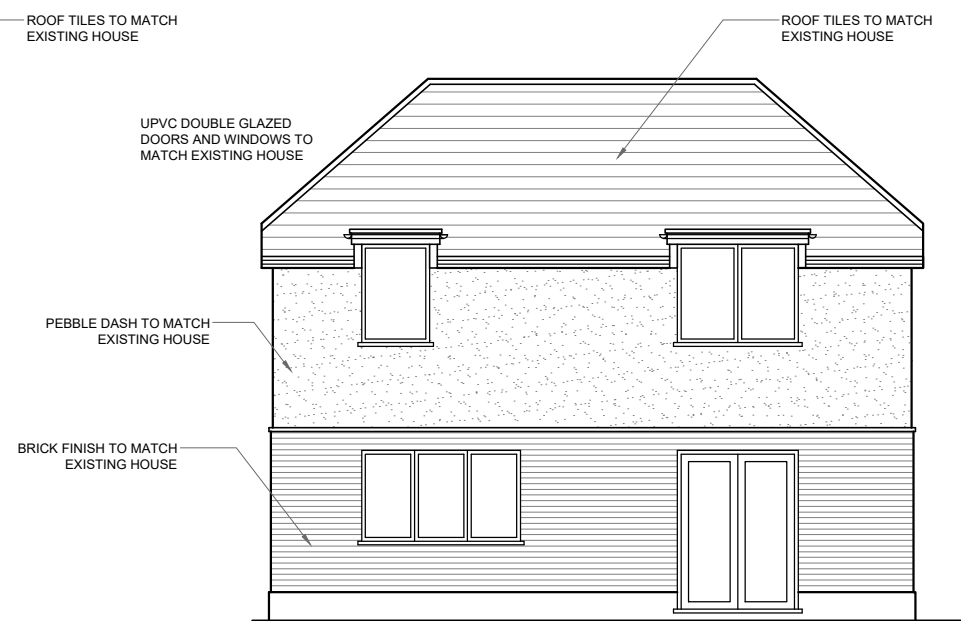 ROOF TILES TO MATCH
EXISTING HOUSE
ROOF TILES TO MATCH
EXISTING HOUSE
UPVC DOUBLE GLAZED
DOORS AND WINDOWS TO
MATCH EXISTING HOUSE
PEBBLE DASH TO MATCH
EXISTING HOUSE
BRICK FINISH TO MATCH
EXISTING HOUSE